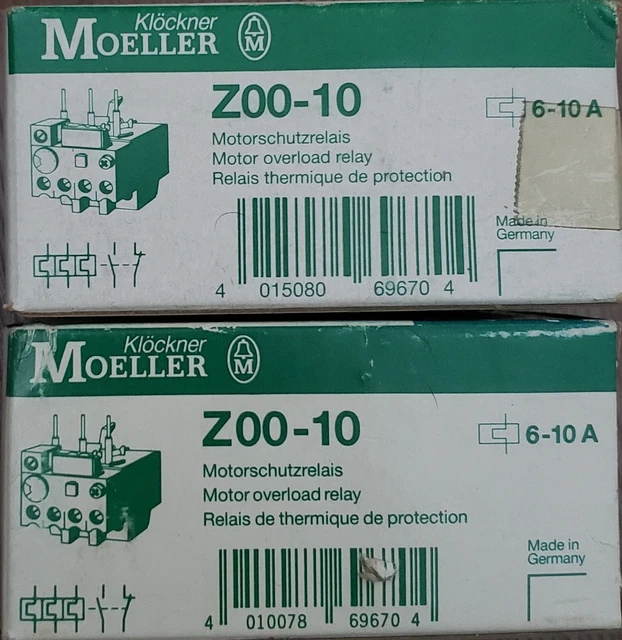 Klöckner
MOELLER
M
Z00-10
6-10 A
Motorschutzrelais
Motor overload relay
Relais thermique de protection
Made in
Germany
4 015080 69670 4
Klöckner
MOELLER
M
Z00-10
6-10 A
Motorschutzrelais
Motor overload relay
Relais de thermique de protection
Made in
Germany
4 010078 69670 4